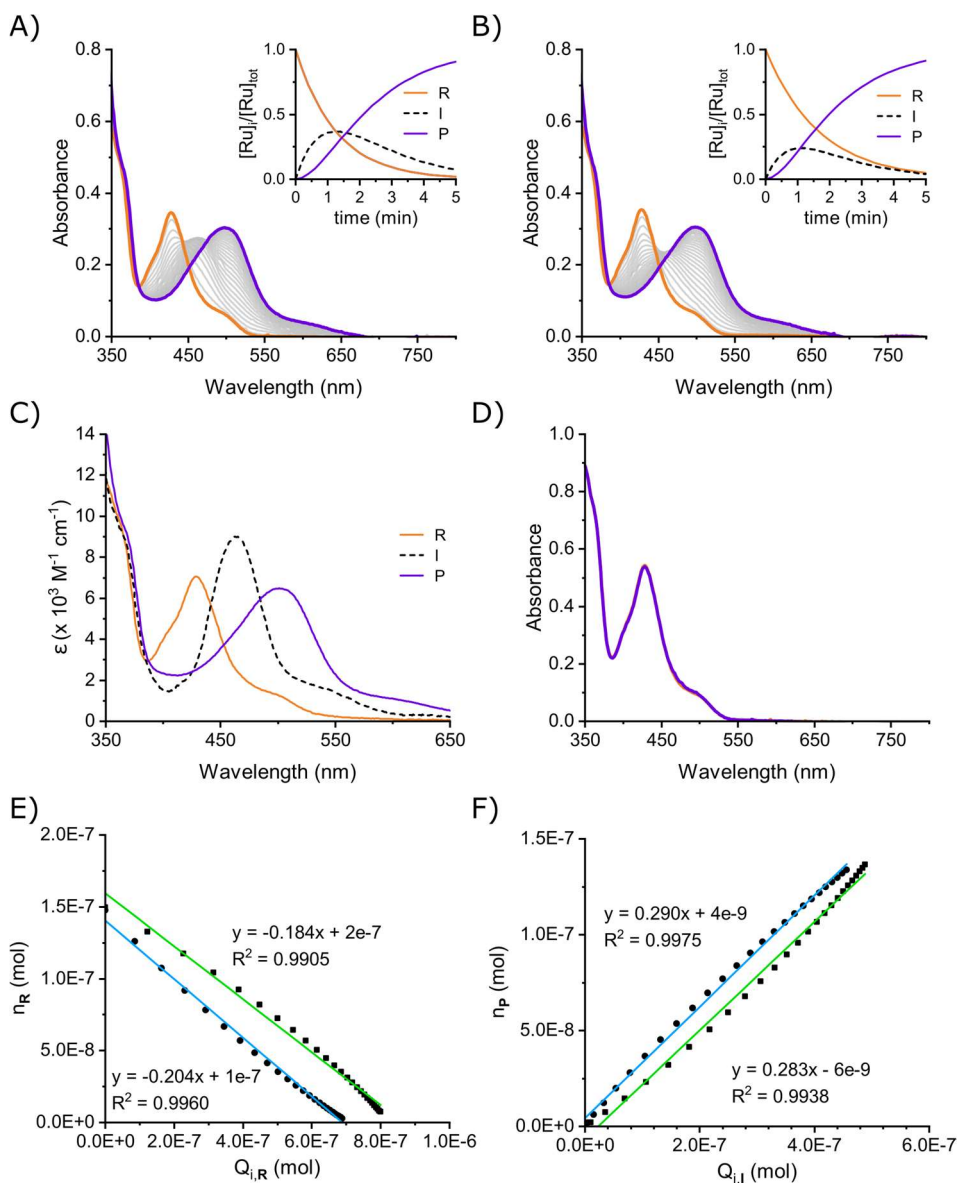 A)
0.8
0.6
0.4
0.2
0.0
Absorbance
350 450 550 650 750
Wavelength (nm)
1.0
0.5
0.0
[Ru]i/[Ru]tot
R
I
P
0 1 2 3 4 5
time (min)
B)
0.8
0.6
0.4
0.2
0.0
Absorbance
350 450 550 650 750
Wavelength (nm)
1.0
0.5
0.0
[Ru]i/[Ru]tot
R
I
P
0 1 2 3 4 5
time (min)
C)
14
12
10
8
6
4
2
0
ε (x 10³ M⁻¹ cm⁻¹)
R
I
P
350 450 550 650
Wavelength (nm)
D)
1.0
0.8
0.6
0.4
0.2
0.0
Absorbance
350 450 550 650 750
Wavelength (nm)
E)
2.0E-7
1.5E-7
1.0E-7
5.0E-8
0.0E+0
nR (mol)
y = -0.184x + 2e-7
R² = 0.9905
y = -0.204x + 1e-7
R² = 0.9960
0.0E+0 2.0E-7 4.0E-7 6.0E-7 8.0E-7 1.0E-6
Qi,R (mol)
F)
1.5E-7
1.0E-7
5.0E-8
0.0E+0
nP (mol)
y = 0.290x + 4e-9
R² = 0.9975
y = 0.283x - 6e-9
R² = 0.9938
0.0E+0 2.0E-7 4.0E-7 6.0E-7
Qi,I (mol)